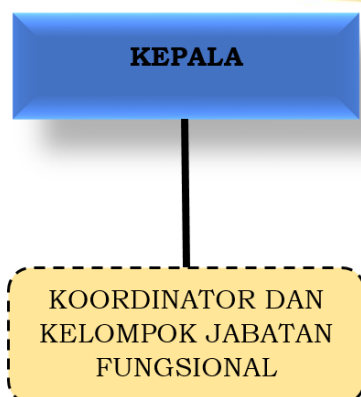 KEPALA
KOORDINATOR DAN
KELOMPOK JABATAN
FUNGSIONAL